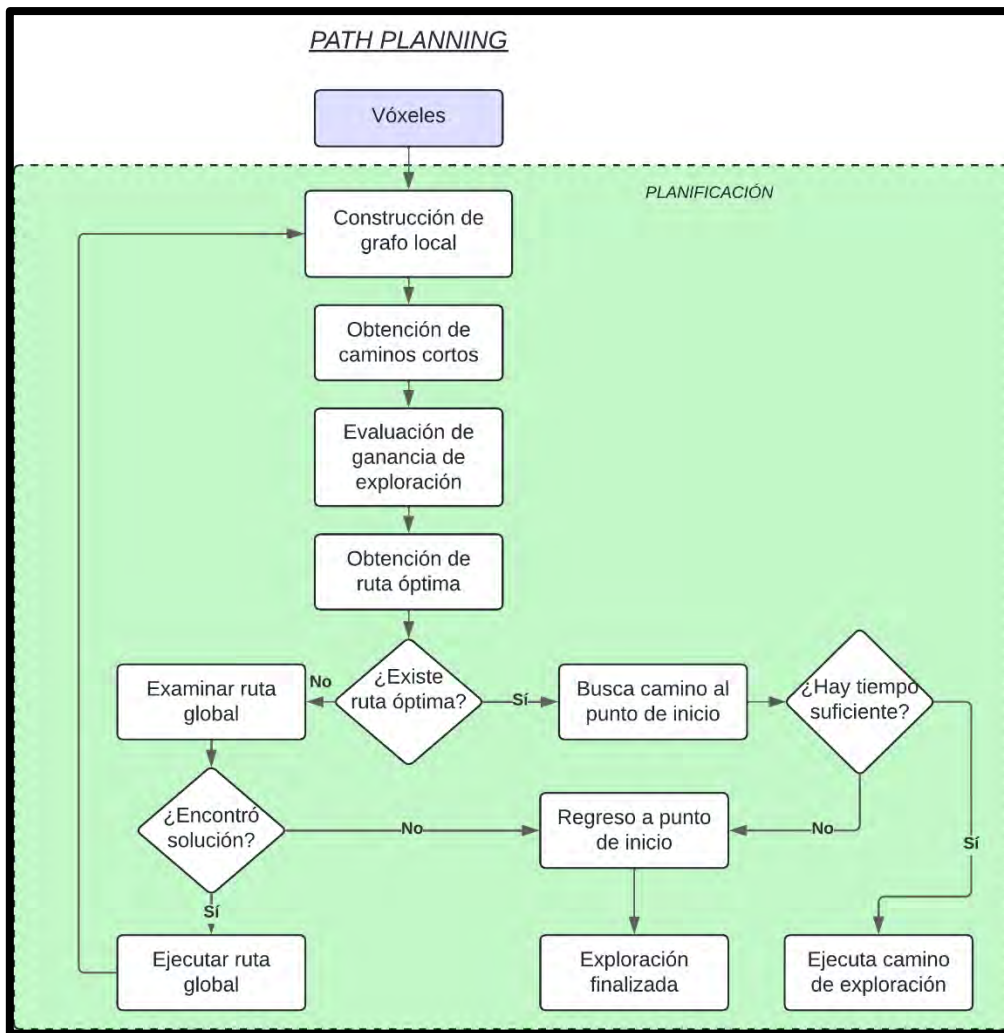 PATH PLANNING
Vóxeles
PLANIFICACIÓN
Construcción de
grafo local
Obtención de
caminos cortos
Evaluación de
ganancia de
exploración
Obtención de
ruta óptima
Examinar ruta
global
No
¿Existe
ruta óptima?
Sí
Busca camino al
punto de inicio
¿Hay tiempo
suficiente?
¿Encontró
solución?
No
Regreso a punto
de inicio
No
Sí
Sí
Ejecutar ruta
global
Exploración
finalizada
Ejecuta camino
de exploración